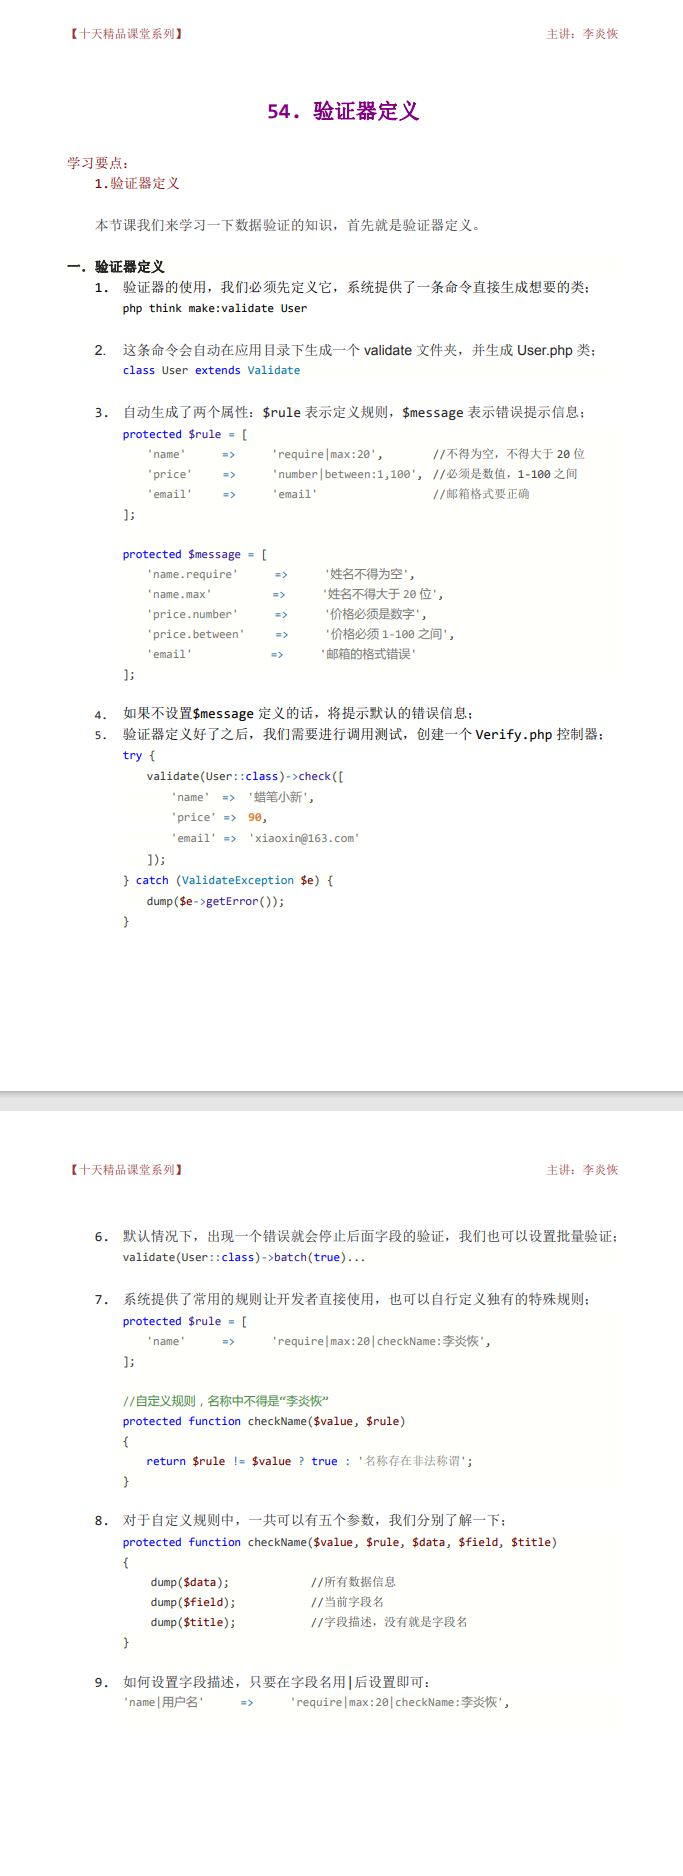 【十天精品课堂系列】 主讲：李炎恢
54. 验证器定义
学习要点：
1.验证器定义
本节课我们来学习一下数据验证的知识，首先就是验证器定义。
一. 验证器定义
1. 验证器的使用，我们必须先定义它，系统提供了一条命令直接生成想要的类；
php think make:validate User
2. 这条命令会自动在应用目录下生成一个 validate 文件夹，并生成 User.php 类；
class User extends Validate
3. 自动生成了两个属性：$rule 表示定义规则，$message 表示错误提示信息；
protected $rule = [
'name' => 'require|max:20', //不得为空，不得大于 20 位
'price' => 'number|between:1,100', //必须是数值，1-100 之间
'email' => 'email' //邮箱格式要正确
];
protected $message = [
'name.require' => '姓名不得为空',
'name.max' => '姓名不得大于 20 位',
'price.number' => '价格必须是数字',
'price.between' => '价格必须 1-100 之间',
'email' => '邮箱的格式错误'
];
4. 如果不设置$message 定义的话，将提示默认的错误信息；
5. 验证器定义好了之后，我们需要进行调用测试，创建一个 Verify.php 控制器；
try {
validate(User::class)->check([
'name' => '蜡笔小新',
'price' => 90,
'email' => 'xiaoxin@163.com'
]);
} catch (ValidateException $e) {
dump($e->getError());
}
【十天精品课堂系列】 主讲：李炎恢
6. 默认情况下，出现一个错误就会停止后面字段的验证，我们也可以设置批量验证；
validate(User::class)->batch(true)...
7. 系统提供了常用的规则让开发者直接使用，也可以自行定义独有的特殊规则；
protected $rule = [
'name' => 'require|max:20|checkName:李炎恢',
];
//自定义规则，名称中不得是“李炎恢”
protected function checkName($value, $rule)
{
return $rule != $value ? true : '名称存在非法称谓';
}
8. 对于自定义规则中，一共可以有五个参数，我们分别了解一下；
protected function checkName($value, $rule, $data, $field, $title)
{
dump($data); //所有数据信息
dump($field); //当前字段名
dump($title); //字段描述，没有就是字段名
}
9. 如何设置字段描述，只要在字段名用|后设置即可：
'name|用户名' => 'require|max:20|checkName:李炎恢',